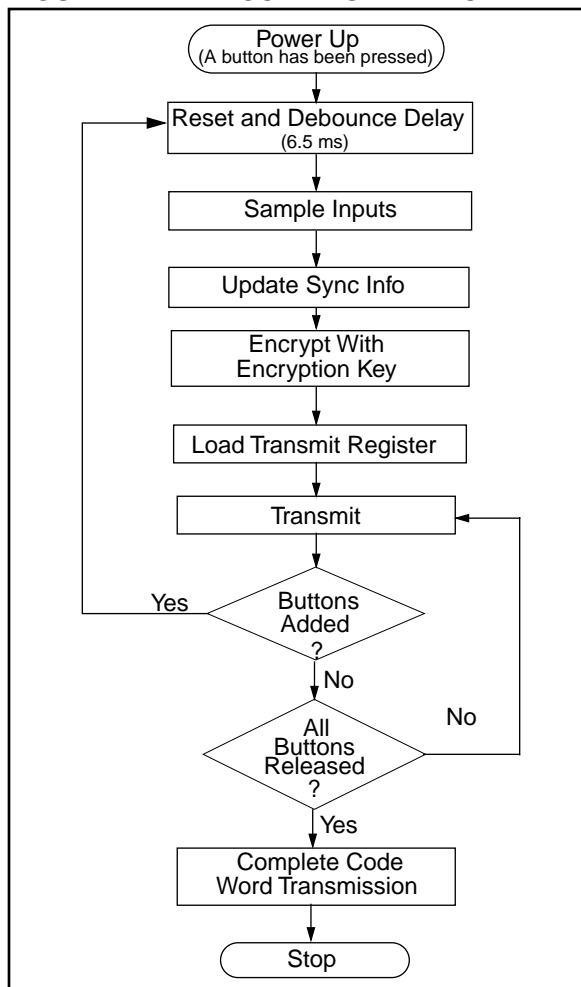 Power Up
(A button has been pressed)
Reset and Debounce Delay
(6.5 ms)
Sample Inputs
Update Sync Info
Encrypt With
Encryption Key
Load Transmit Register
Transmit
Buttons
Added
?
Yes
No
All
Buttons
Released
?
No
Yes
Complete Code
Word Transmission
Stop